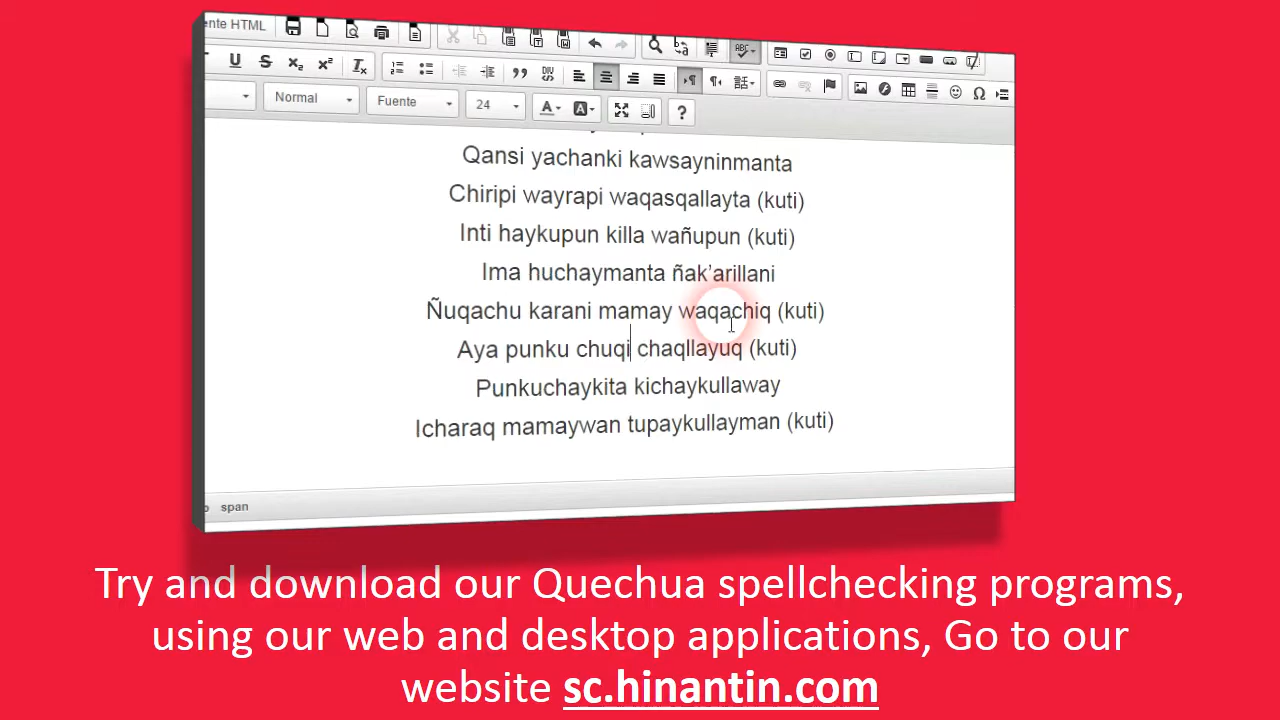 ente HTML
Normal Fuente 24
Qansi yachanki kawsayninmanta
Chiripi wayrapi waqasqallayta (kuti)
Inti haykupun killa wañupun (kuti)
Ima huchaymanta ñak’arillani
Ñuqachu karani mamay waqachiq (kuti)
Aya punku chuqi chaqllayuq (kuti)
Punkuchaykita kichaykullaway
Icharaq mamaywan tupaykullayman (kuti)
span
Try and download our Quechua spellchecking programs,
using our web and desktop applications, Go to our
website sc.hinantin.com